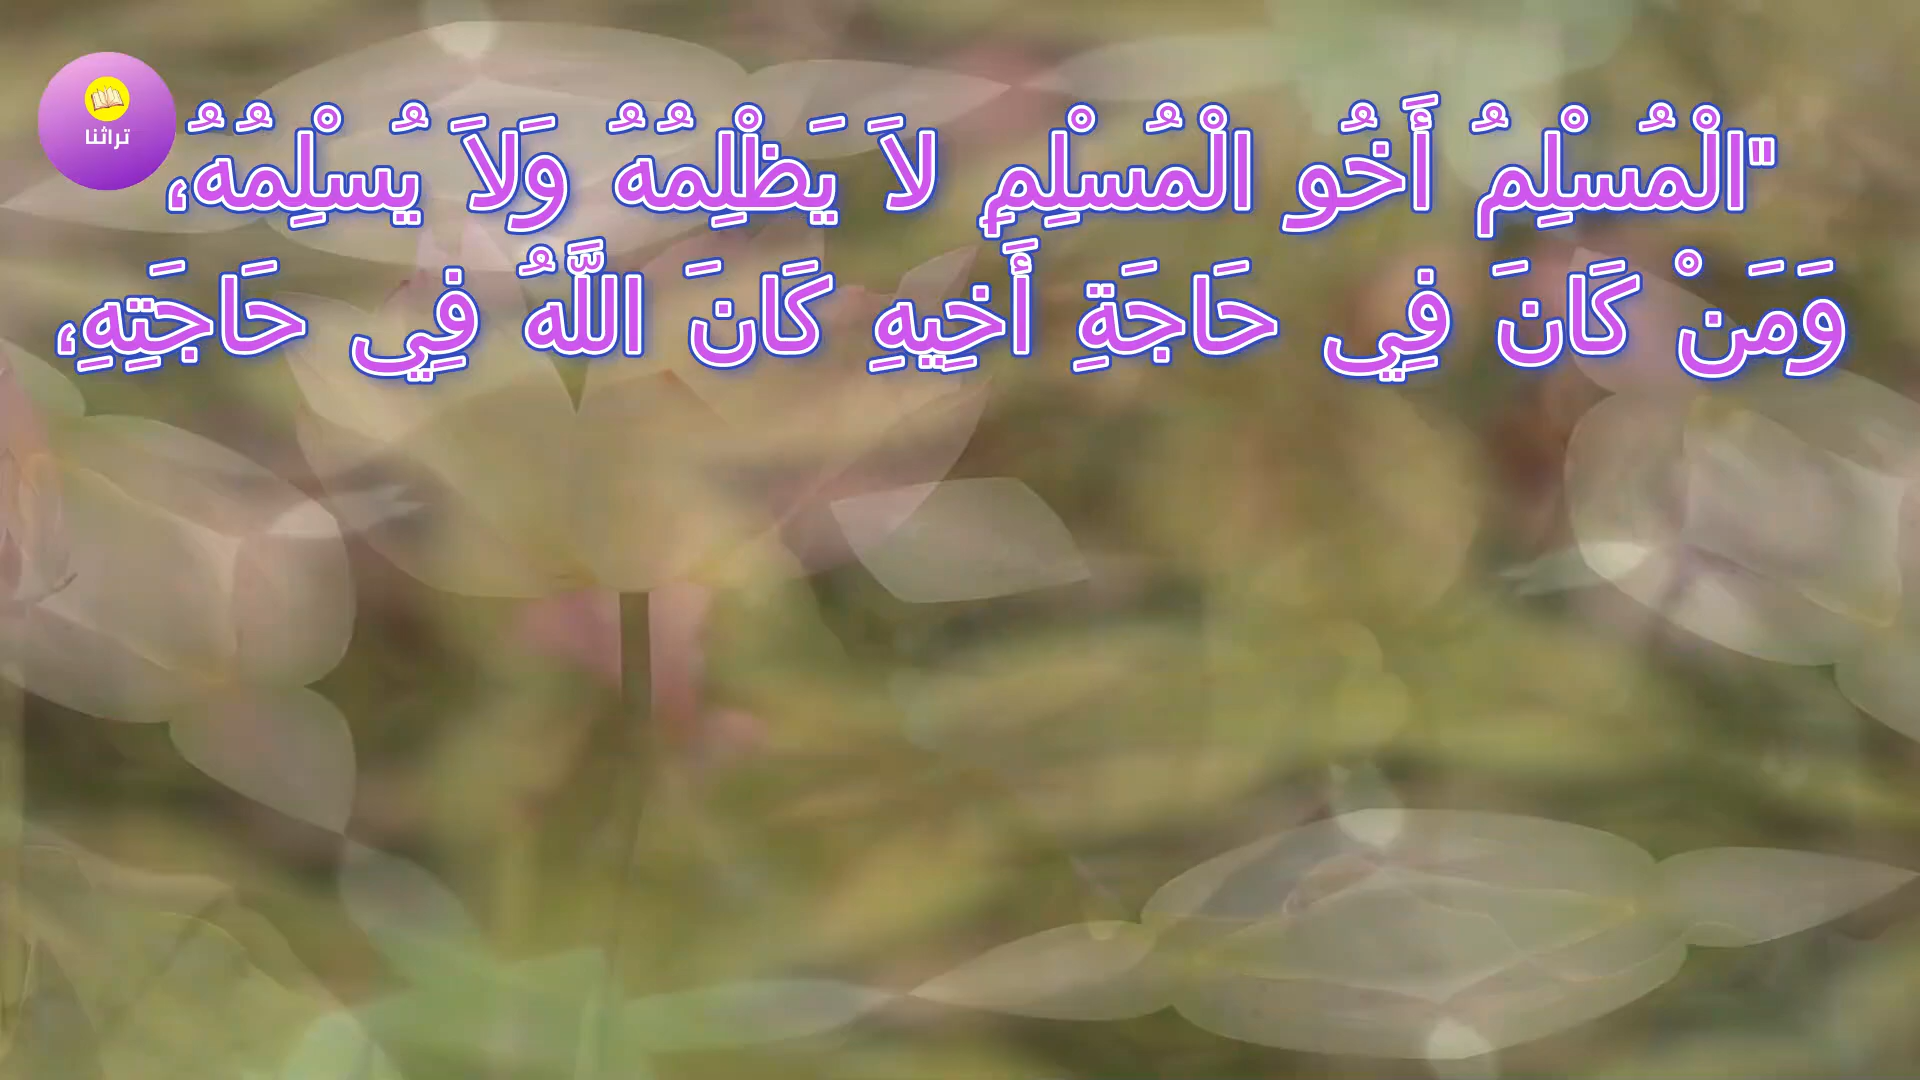 تراثنا
"الْمُسْلِمُ أَخُو الْمُسْلِمِ لاَ يَظْلِمُهُ وَلاَ يُسْلِمُهُ،
وَمَنْ كَانَ فِي حَاجَةِ أَخِيهِ كَانَ اللَّهُ فِي حَاجَتِهِ،